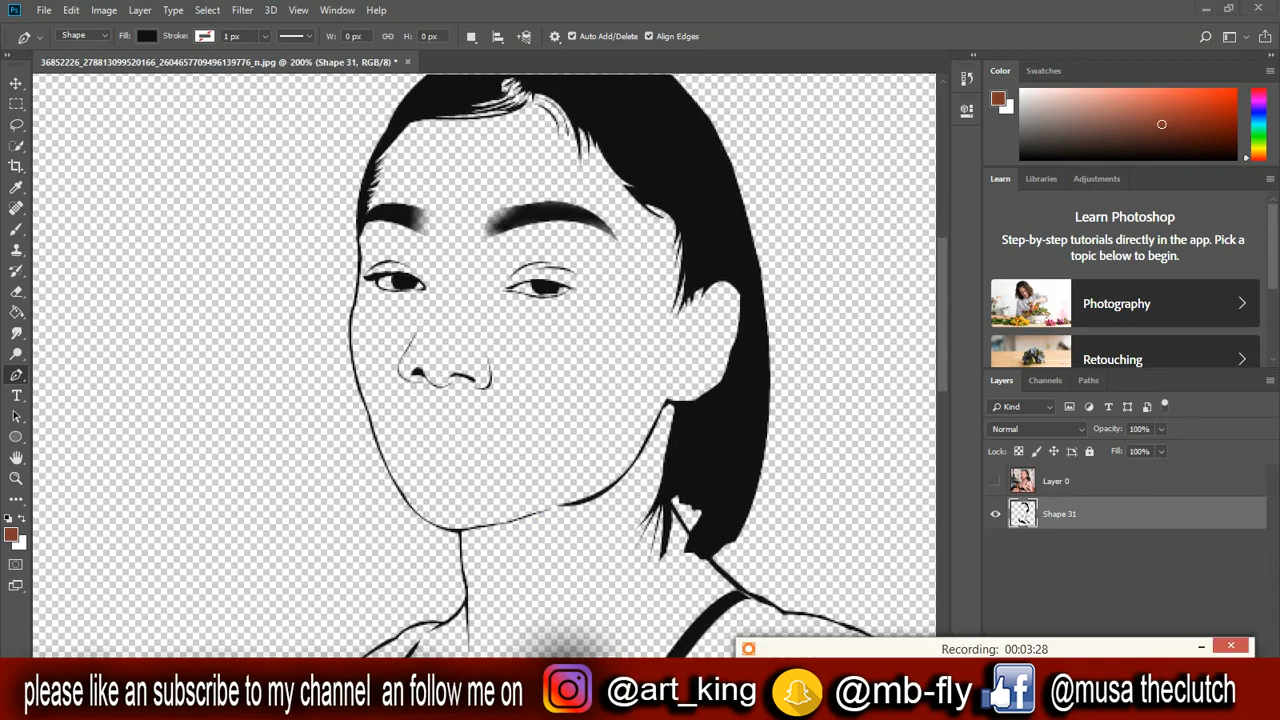 Ps File Edit Image Layer Type Select Filter 3D View Window Help
Shape Fill: Stroke: 1 px W: 0 px H: 0 px Auto Add/Delete Align Edges
36852226_278813099520166_2604657709496139776_n.jpg @ 200% (Shape 31, RGB/8) *
Color Swatches
Learn Libraries Adjustments
Learn Photoshop
Step-by-step tutorials directly in the app. Pick a
topic below to begin.
Photography
Retouching
Layers Channels Paths
Kind
Normal Opacity: 100%
Lock: Fill: 100%
Layer 0
Shape 31
Recording: 00:03:28
please like an subscribe to my channel an follow me on @art_king @mb-fly f @musa theclutch